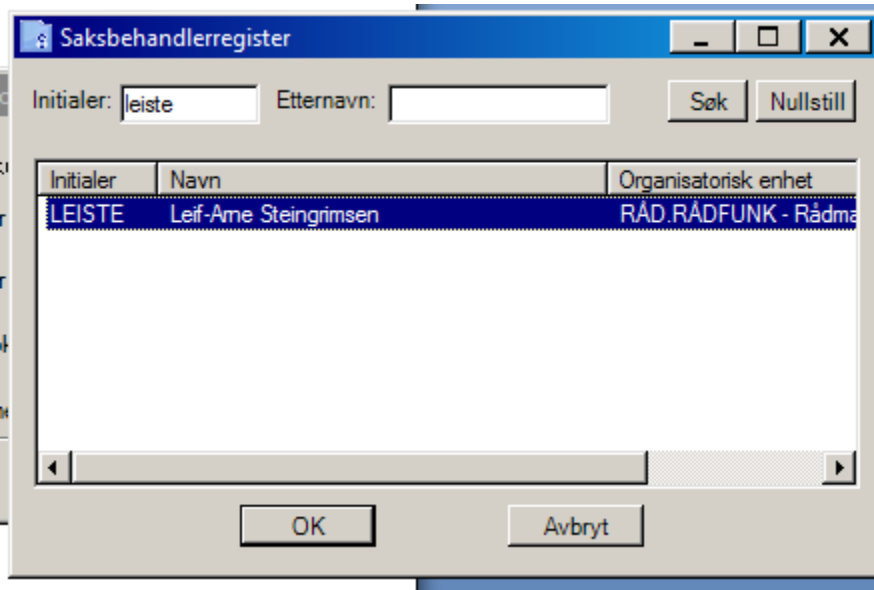 Saksbehandlerregister
Initialer: leiste Etternavn: Søk Nullstill
Initialer Navn Organisatorisk enhet
LEISTE Leif-Arne Steingrimsen RÅD.RÅDFUNK - Rådma
OK Avbryt